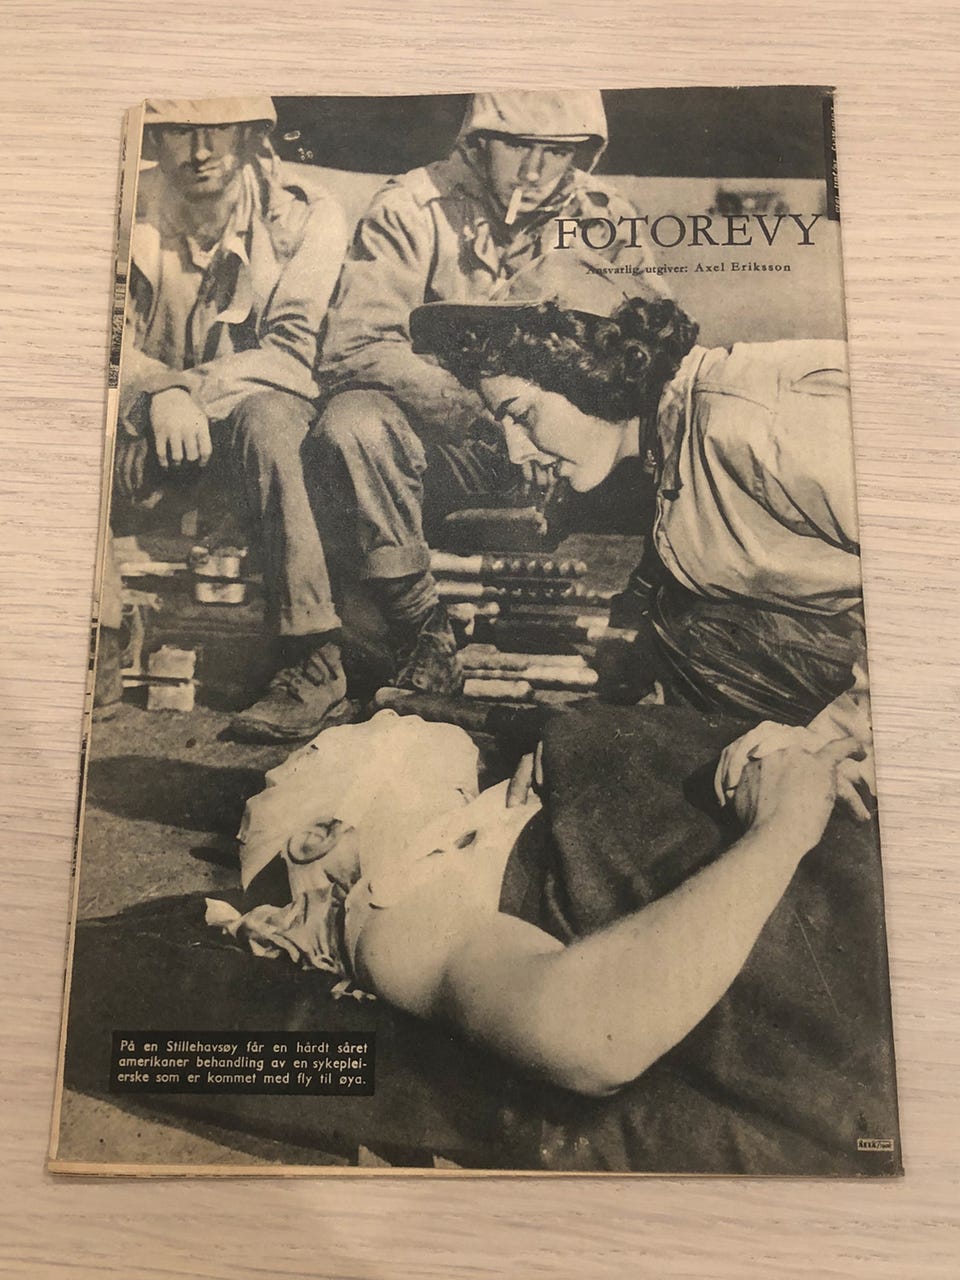 FOTOREVY
Ansvarlig utgiver: Axel Eriksson
På en Stillehavsøy får en hårdt såret
amerikaner behandling av en sykeplei-
erske som er kommet med fly til øya.